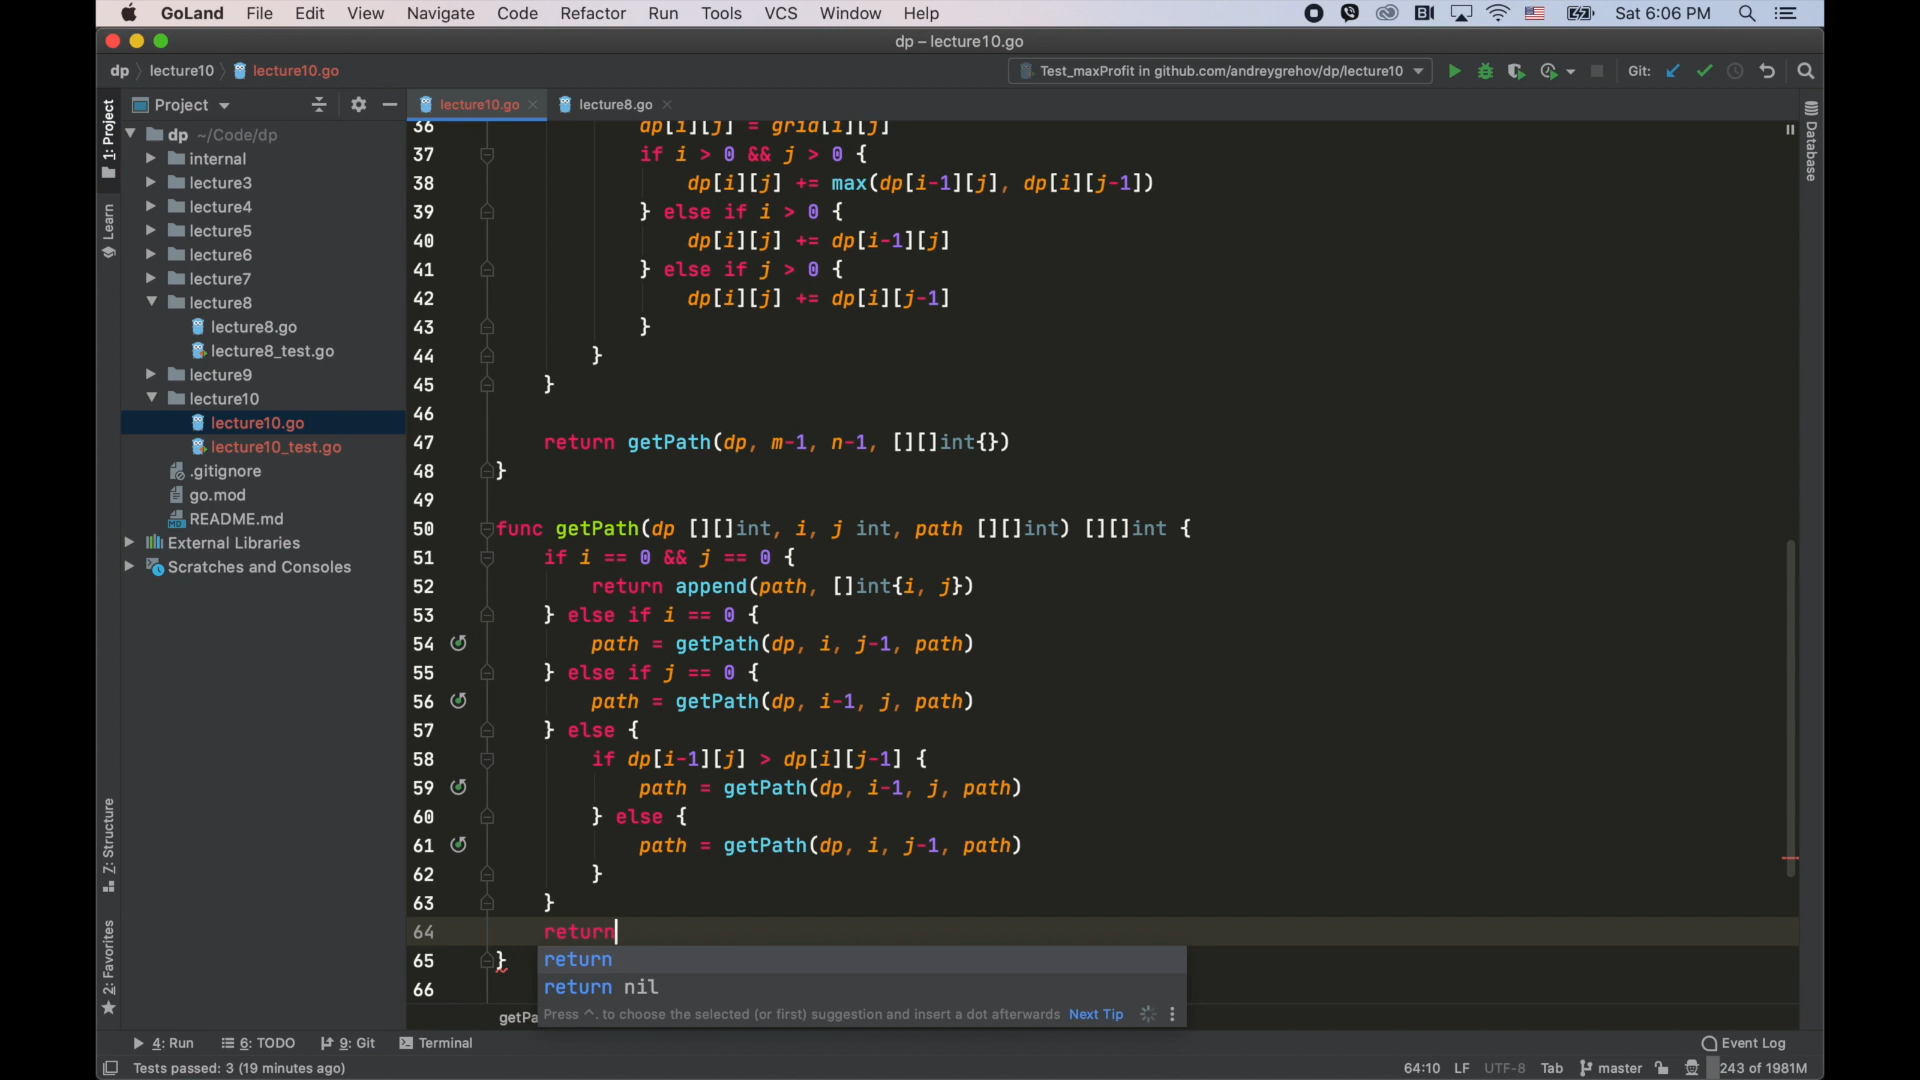 GoLand File Edit View Navigate Code Refactor Run Tools VCS Window Help Sat 6:06 PM
dp – lecture10.go
dp lecture10 lecture10.go Test_maxProfit in github.com/andreygrehov/dp/lecture10 Git:
1: Project
Learn
Z: Structure
2: Favorites
Project
dp ~/Code/dp
internal
lecture3
lecture4
lecture5
lecture6
lecture7
lecture8
lecture8.go
lecture8_test.go
lecture9
lecture10
lecture10.go
lecture10_test.go
.gitignore
go.mod
README.md
External Libraries
Scratches and Consoles
lecture10.go lecture8.go
36 dp[i][j] = grid[i][j]
37 if i > 0 && j > 0 {
38 dp[i][j] += max(dp[i-1][j], dp[i][j-1])
39 } else if i > 0 {
40 dp[i][j] += dp[i-1][j]
41 } else if j > 0 {
42 dp[i][j] += dp[i][j-1]
43 }
44 }
45 }
46
47 return getPath(dp, m-1, n-1, [][]int{})
48 }
49
50 func getPath(dp [][]int, i, j int, path [][]int) [][]int {
51 if i == 0 && j == 0 {
52 return append(path, []int{i, j})
53 } else if i == 0 {
54 path = getPath(dp, i, j-1, path)
55 } else if j == 0 {
56 path = getPath(dp, i-1, j, path)
57 } else {
58 if dp[i-1][j] > dp[i][j-1] {
59 path = getPath(dp, i-1, j, path)
60 } else {
61 path = getPath(dp, i, j-1, path)
62 }
63 }
64 return
65 }
66
return
return nil
Press ^. to choose the selected (or first) suggestion and insert a dot afterwards Next Tip
getPa
Database
4: Run 6: TODO 9: Git Terminal Event Log
Tests passed: 3 (19 minutes ago) 64:10 LF UTF-8 Tab master 243 of 1981M